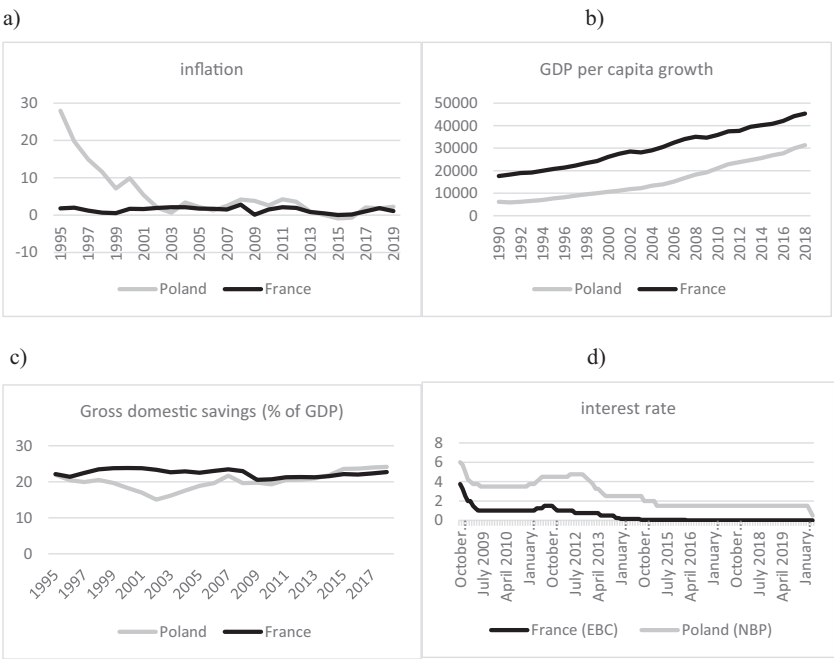 a)
b)
inflation
30
20
10
0
-10
1995
1997
1999
2001
2003
2005
2007
2009
2011
2013
2015
2017
2019
Poland France
GDP per capita growth
50000
40000
30000
20000
10000
0
1990
1992
1994
1996
1998
2000
2002
2004
2006
2008
2010
2012
2014
2016
2018
Poland France
c)
d)
Gross domestic savings (% of GDP)
30
20
10
0
1995
1997
1999
2001
2003
2005
2007
2009
2011
2013
2015
2017
Poland France
interest rate
8
6
4
2
0
October...
July 2009
April 2010
January...
October...
July 2012
April 2013
January...
October...
July 2015
April 2016
January...
October...
July 2018
April 2019
January...
France (EBC) Poland (NBP)